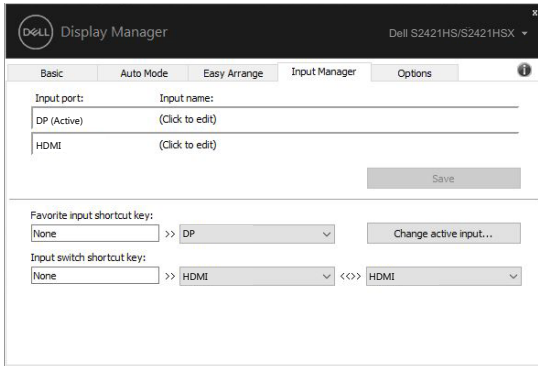 DELL Display Manager Dell S2421HS/S2421HSX
Basic Auto Mode Easy Arrange Input Manager Options
Input port: Input name:
DP (Active) (Click to edit)
HDMI (Click to edit)
Save
Favorite input shortcut key:
None >> DP Change active input...
Input switch shortcut key:
None >> HDMI <<>> HDMI